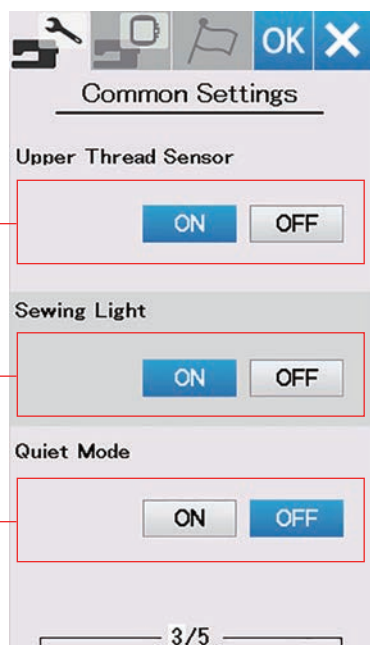 OK
Common Settings
Upper Thread Sensor
ON OFF
Sewing Light
ON OFF
Quiet Mode
ON OFF
3/5